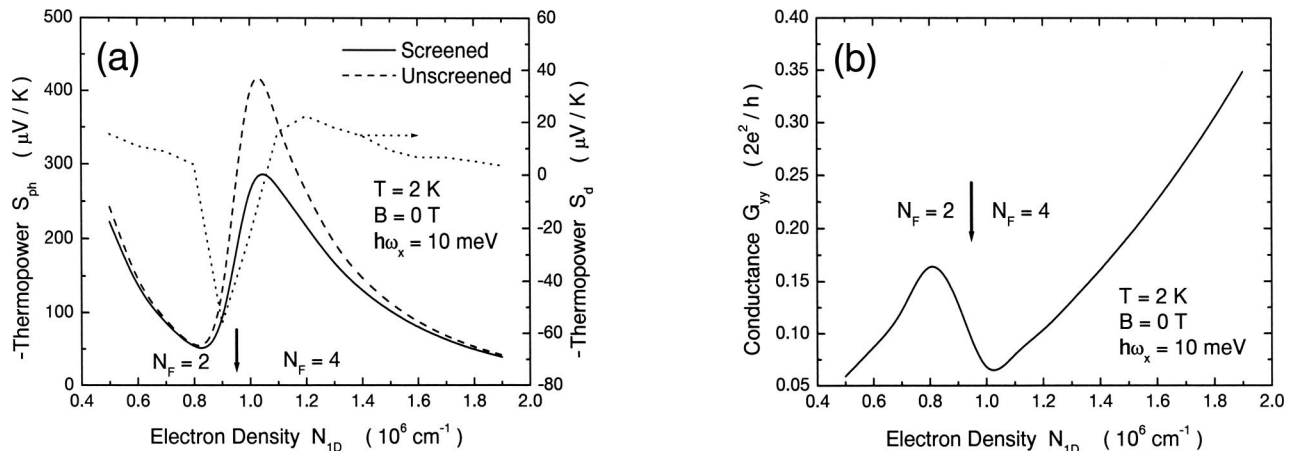 (a)
Screened
Unscreened
T = 2 K
B = 0 T
hω_x = 10 meV
N_F = 2
N_F = 4
500
450
400
350
300
250
200
150
100
50
0
-Thermopower S_ph ( μV / K )
60
40
20
0
-20
-40
-60
-80
-Thermopower S_d ( μV / K )
0.4 0.6 0.8 1.0 1.2 1.4 1.6 1.8 2.0
Electron Density N_1D ( 10^6 cm^-1 )
(b)
N_F = 2
N_F = 4
T = 2 K
B = 0 T
hω_x = 10 meV
0.40
0.35
0.30
0.25
0.20
0.15
0.10
0.05
Conductance G_yy ( 2e^2 / h )
0.4 0.6 0.8 1.0 1.2 1.4 1.6 1.8 2.0
Electron Density N_1D ( 10^6 cm^-1 )